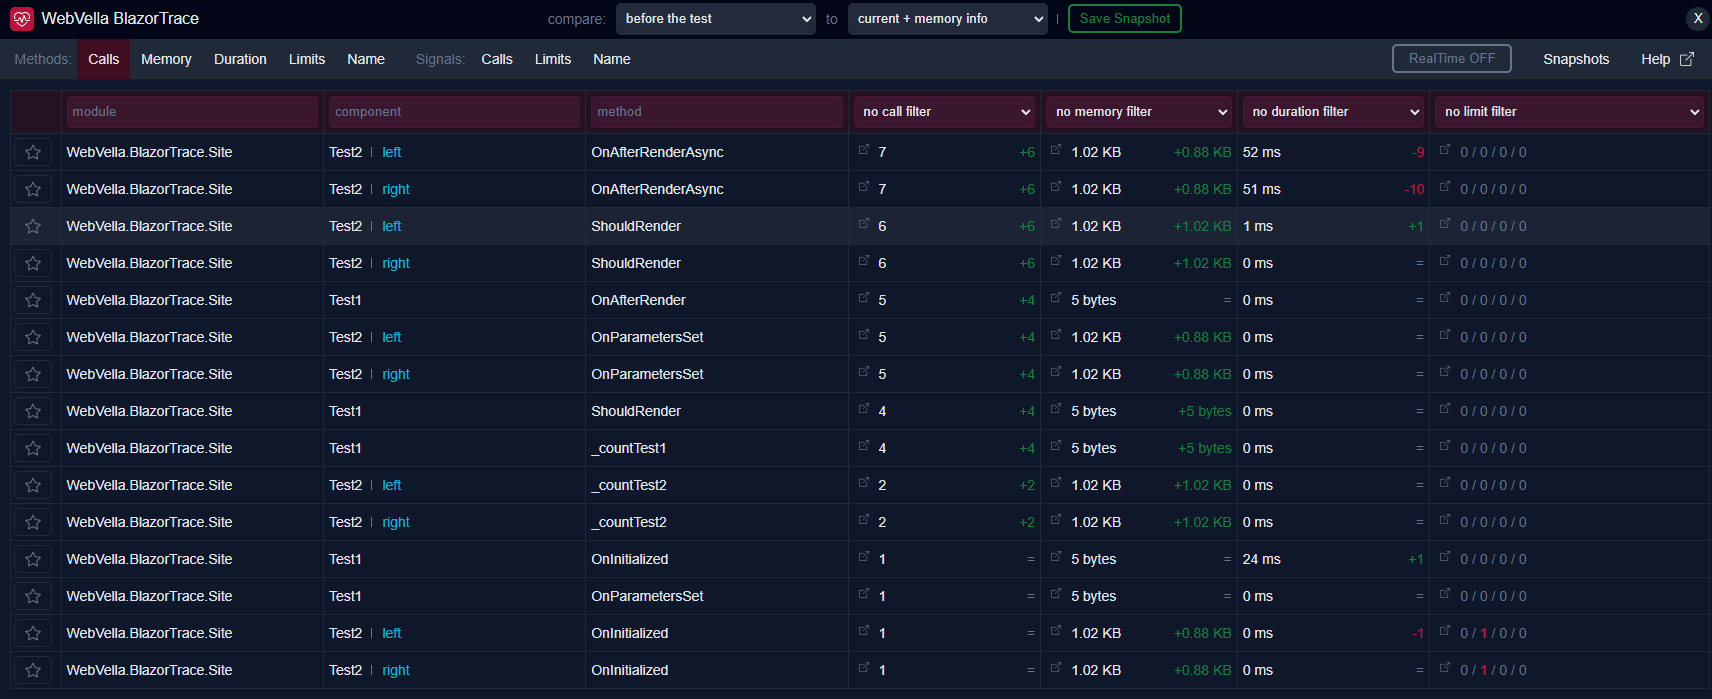 WebVella BlazorTrace compare: before the test to current + memory info | Save Snapshot X
Methods: Calls Memory Duration Limits Name Signals: Calls Limits Name RealTime OFF Snapshots Help
module component method no call filter no memory filter no duration filter no limit filter
WebVella.BlazorTrace.Site Test2 | left OnAfterRenderAsync 7 +6 1.02 KB +0.88 KB 52 ms -9 0 / 0 / 0 / 0
WebVella.BlazorTrace.Site Test2 | right OnAfterRenderAsync 7 +6 1.02 KB +0.88 KB 51 ms -10 0 / 0 / 0 / 0
WebVella.BlazorTrace.Site Test2 | left ShouldRender 6 +6 1.02 KB +1.02 KB 1 ms +1 0 / 0 / 0 / 0
WebVella.BlazorTrace.Site Test2 | right ShouldRender 6 +6 1.02 KB +1.02 KB 0 ms = 0 / 0 / 0 / 0
WebVella.BlazorTrace.Site Test1 OnAfterRender 5 +4 5 bytes = 0 ms = 0 / 0 / 0 / 0
WebVella.BlazorTrace.Site Test2 | left OnParametersSet 5 +4 1.02 KB +0.88 KB 0 ms = 0 / 0 / 0 / 0
WebVella.BlazorTrace.Site Test2 | right OnParametersSet 5 +4 1.02 KB +0.88 KB 0 ms = 0 / 0 / 0 / 0
WebVella.BlazorTrace.Site Test1 ShouldRender 4 +4 5 bytes +5 bytes 0 ms = 0 / 0 / 0 / 0
WebVella.BlazorTrace.Site Test1 _countTest1 4 +4 5 bytes +5 bytes 0 ms = 0 / 0 / 0 / 0
WebVella.BlazorTrace.Site Test2 | left _countTest2 2 +2 1.02 KB +1.02 KB 0 ms = 0 / 0 / 0 / 0
WebVella.BlazorTrace.Site Test2 | right _countTest2 2 +2 1.02 KB +1.02 KB 0 ms = 0 / 0 / 0 / 0
WebVella.BlazorTrace.Site Test1 OnInitialized 1 = 5 bytes = 24 ms +1 0 / 0 / 0 / 0
WebVella.BlazorTrace.Site Test1 OnParametersSet 1 = 5 bytes = 0 ms = 0 / 0 / 0 / 0
WebVella.BlazorTrace.Site Test2 | left OnInitialized 1 = 1.02 KB +0.88 KB 0 ms -1 0 / 1 / 0 / 0
WebVella.BlazorTrace.Site Test2 | right OnInitialized 1 = 1.02 KB +0.88 KB 0 ms = 0 / 1 / 0 / 0